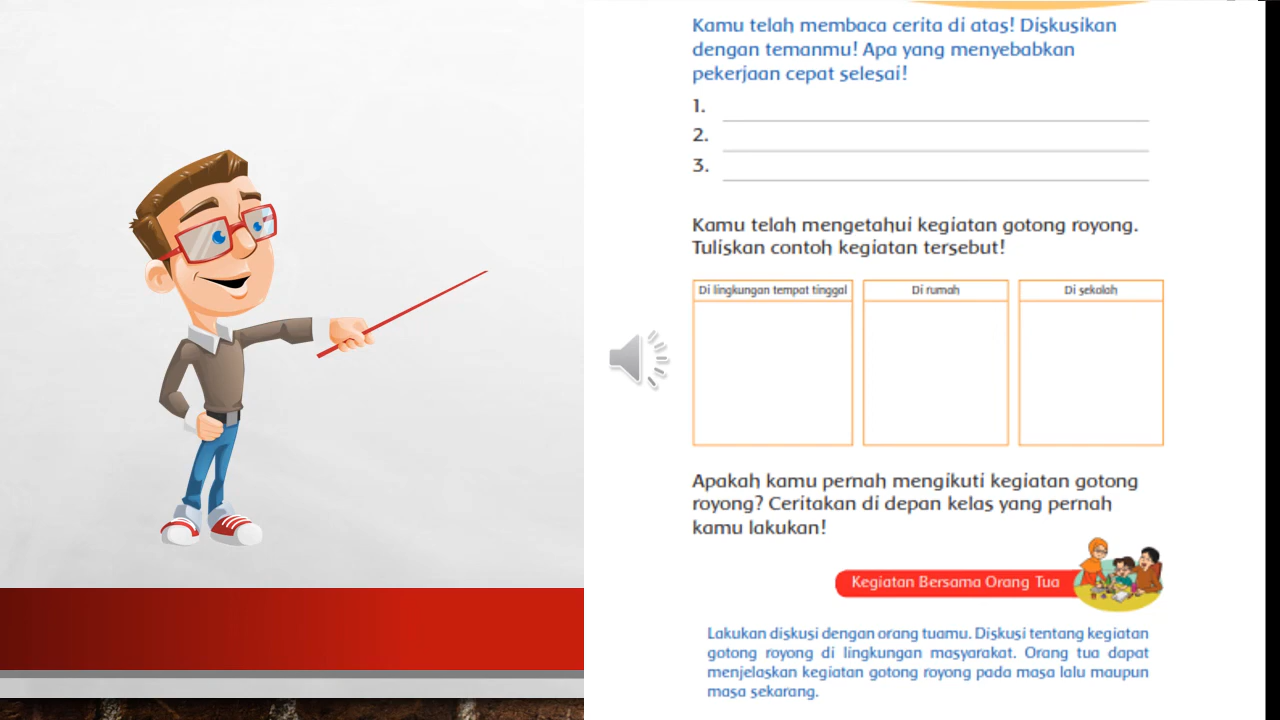 Kamu telah membaca cerita di atas! Diskusikan
dengan temanmu! Apa yang menyebabkan
pekerjaan cepat selesai!
1.
2.
3.
Kamu telah mengetahui kegiatan gotong royong.
Tuliskan contoh kegiatan tersebut!
Di lingkungan tempat tinggal
Di rumah
Di sekolah
Apakah kamu pernah mengikuti kegiatan gotong
royong? Ceritakan di depan kelas yang pernah
kamu lakukan!
Kegiatan Bersama Orang Tua
Lakukan diskusi dengan orang tuamu. Diskusi tentang kegiatan
gotong royong di lingkungan masyarakat. Orang tua dapat
menjelaskan kegiatan gotong royong pada masa lalu maupun
masa sekarang.